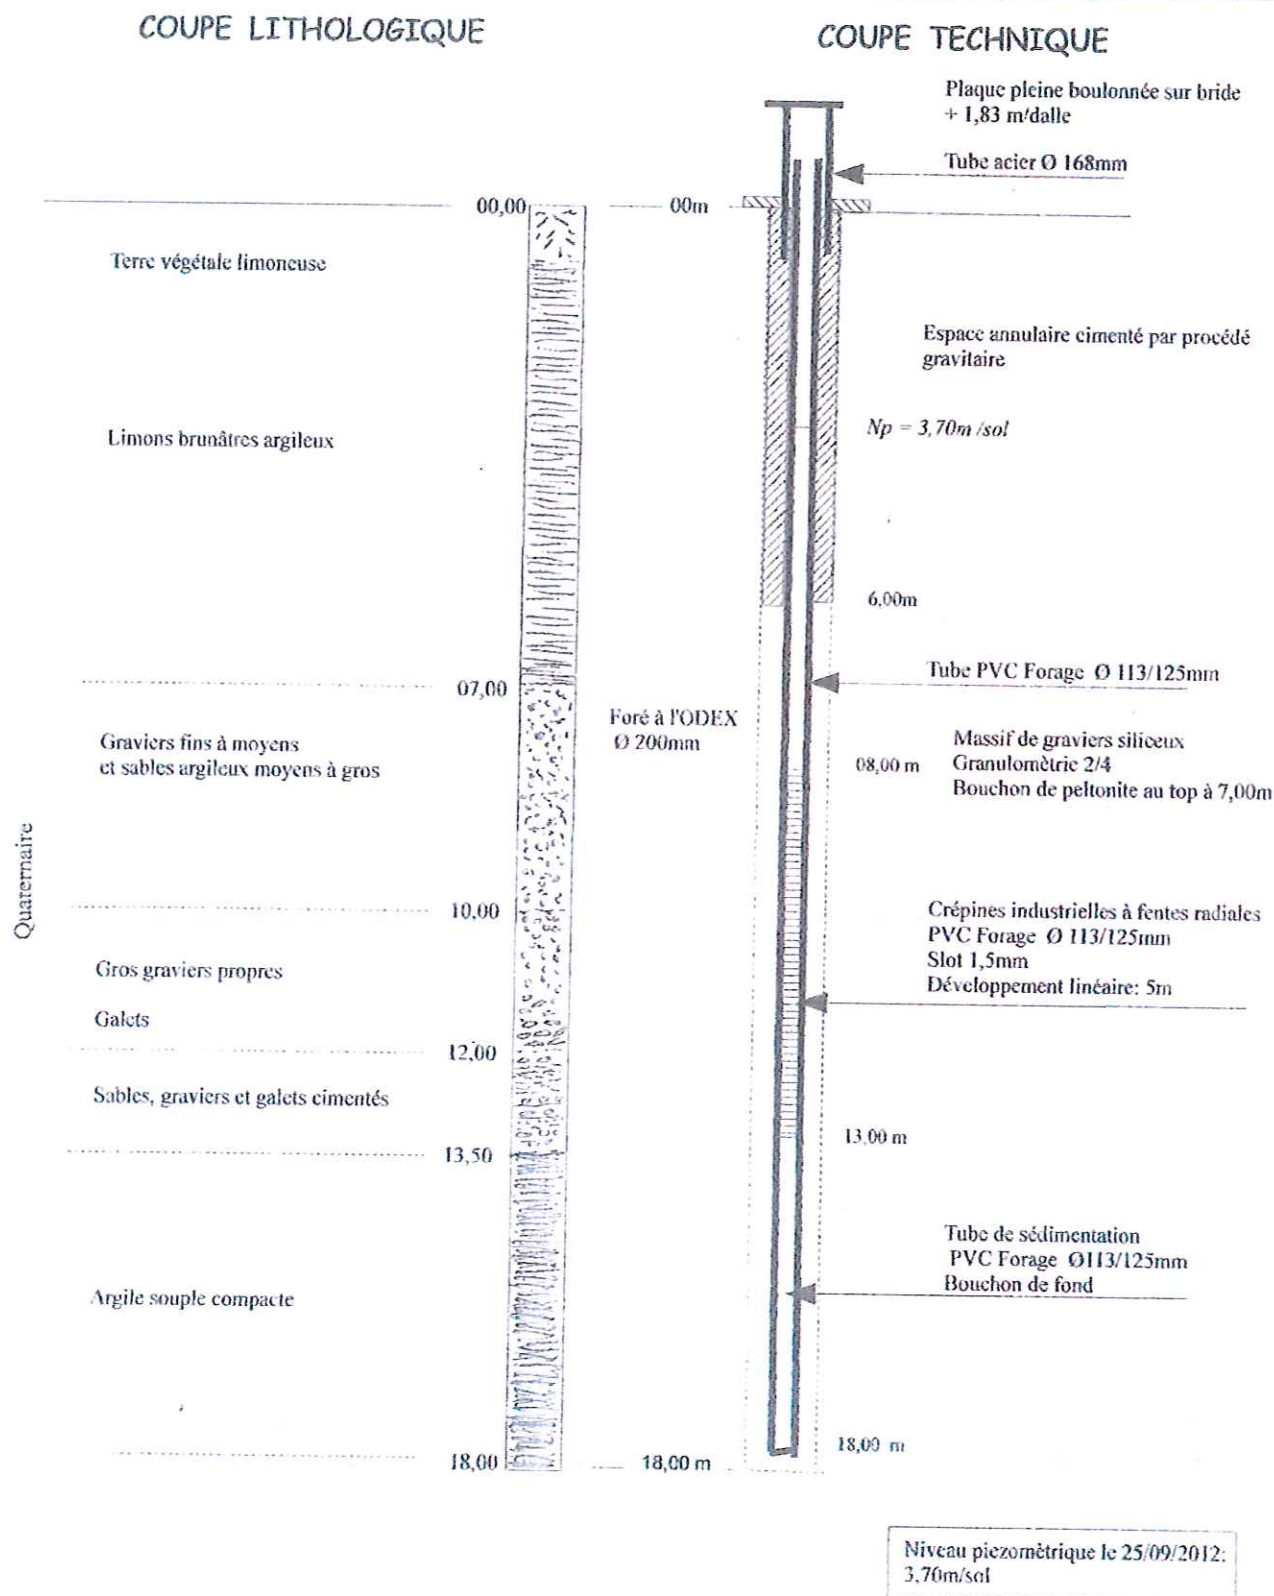 COUPE LITHOLOGIQUE
COUPE TECHNIQUE
Plaque pleine boulonnée sur bride
+ 1,83 m/dalle
Tube acier Ø 168mm
00,00
00m
Terre végétale limoneuse
Espace annulaire cimenté par procédé
gravitaire
Limons brunâtres argileux
Np = 3,70m /sol
6,00m
Tube PVC Forage Ø 113/125mm
07,00
Foré à l'ODEX
Ø 200mm
Graviers fins à moyens
et sables argileux moyens à gros
08,00 m
Massif de graviers siliceux
Granulomètric 2/4
Bouchon de peltonite au top à 7,00m
Quaternaire
10,00
Crépines industrielles à fentes radiales
PVC Forage Ø 113/125mm
Slot 1,5mm
Développement linéaire: 5m
Gros graviers propres
Galets
12,00
Sables, graviers et galets cimentés
13,00 m
13,50
Tube de sédimentation
PVC Forage Ø113/125mm
Bouchon de fond
Argile souple compacte
18,00 m
18,00
18,00 m
Niveau piezomètrique le 25/09/2012:
3,70m/sol